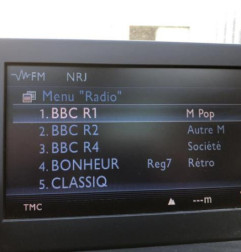 FM NRJ
Menu "Radio"
1. BBC R1 M Pop
2. BBC R2 Autre M
3. BBC R4 Société
4. BONHEUR Reg7 Rètro
5. CLASSIQ
TMC ---m